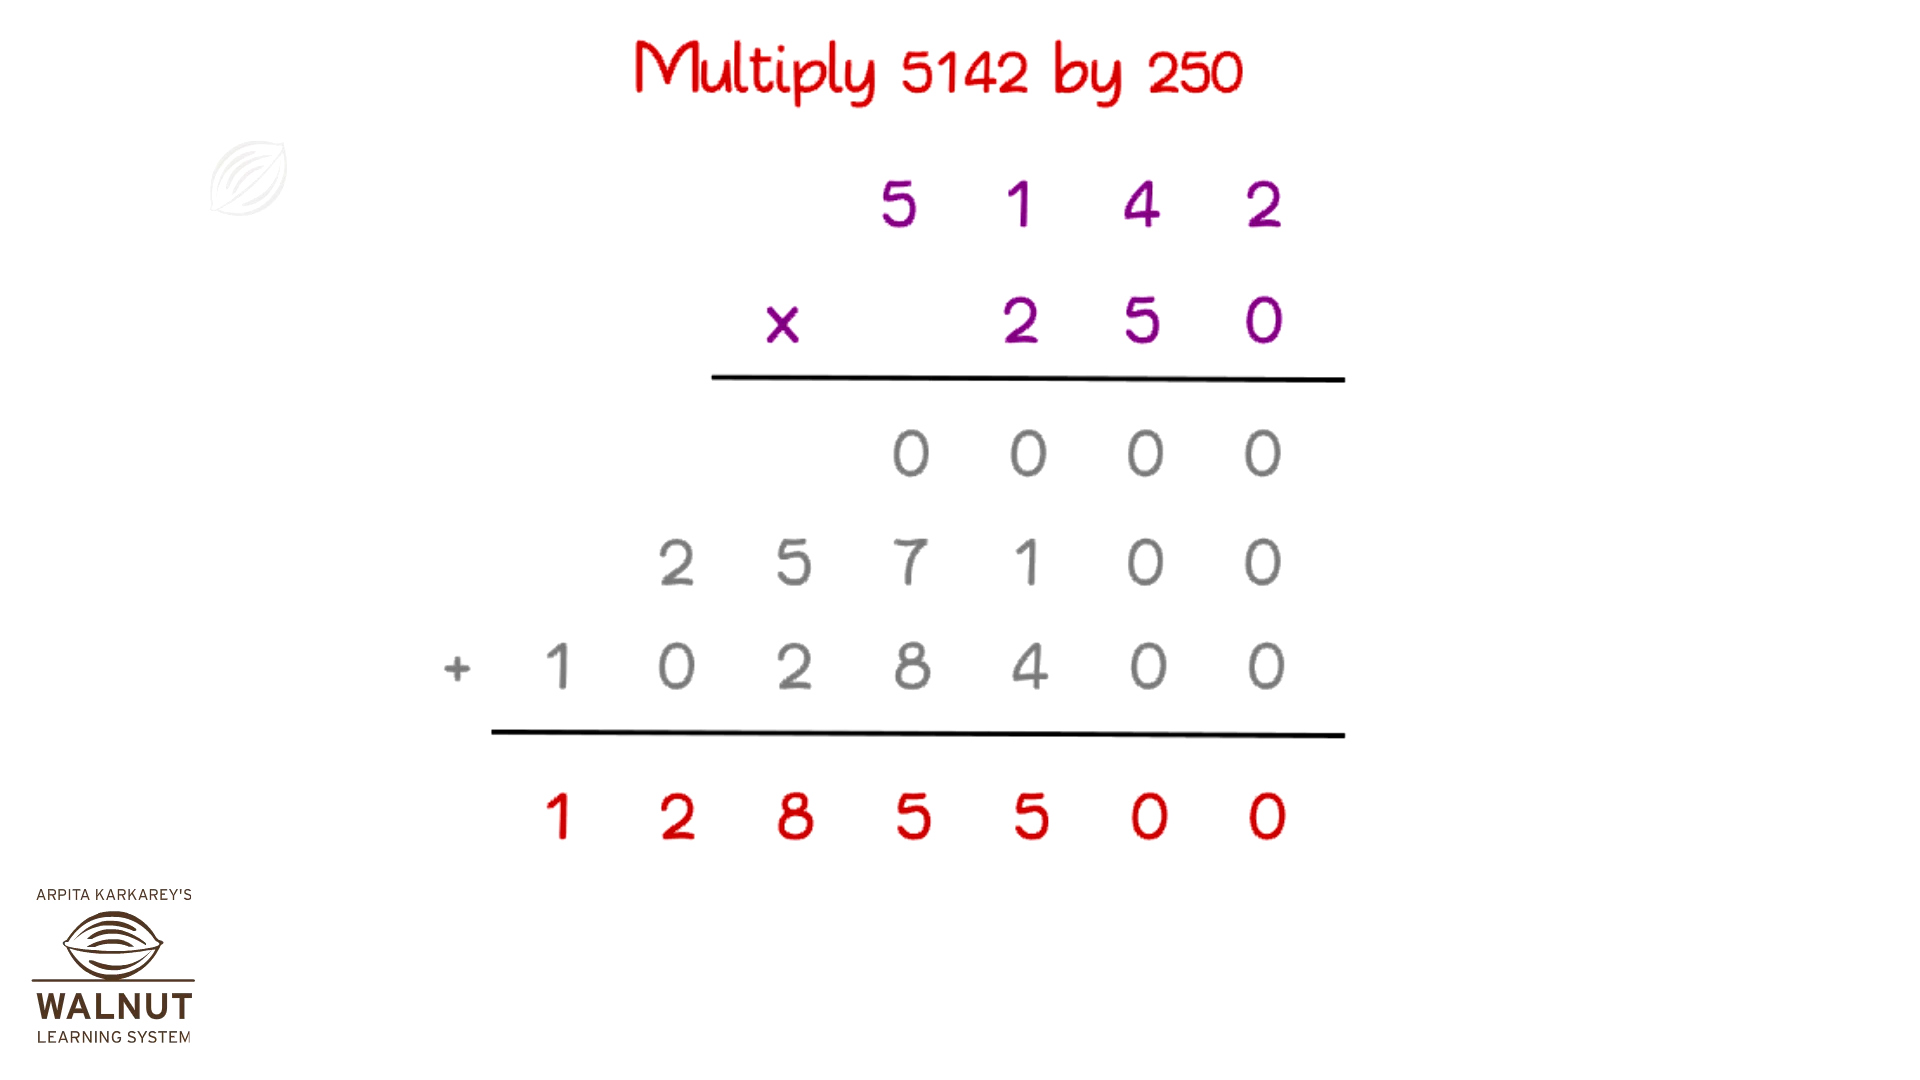 Multiply 5142 by 250
5 1 4 2
x 2 5 0
0 0 0 0
2 5 7 1 0 0
+ 1 0 2 8 4 0 0
1 2 8 5 5 0 0
ARPITA KARKAREY'S
WALNUT
LEARNING SYSTEM